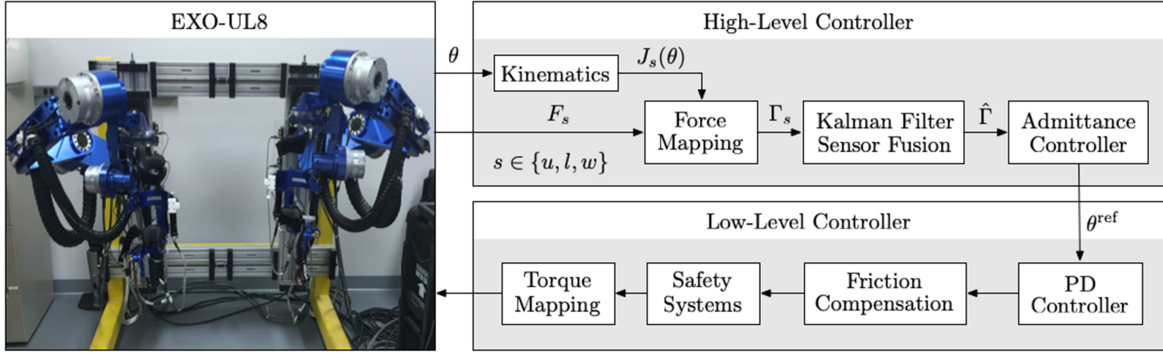 EXO-UL8
High-Level Controller
θ
Kinematics
J_s(θ)
F_s
s ∈ {u, l, w}
Force
Mapping
Γ_s
Kalman Filter
Sensor Fusion
Γ̂
Admittance
Controller
θ^ref
Low-Level Controller
Torque
Mapping
Safety
Systems
Friction
Compensation
PD
Controller